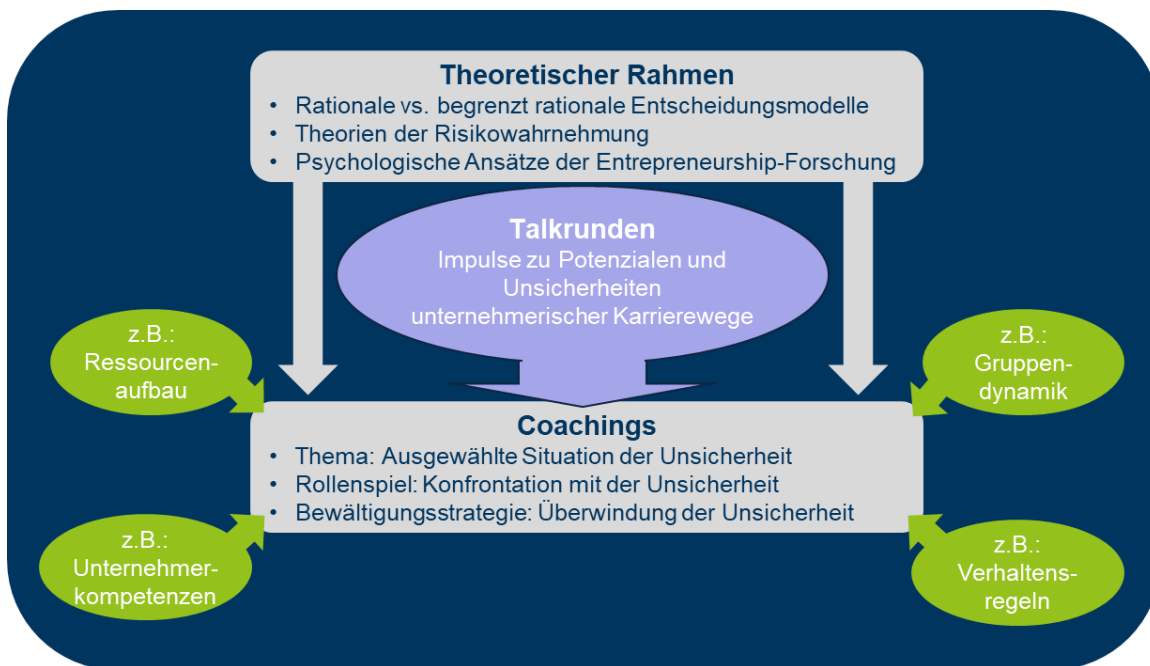 Theoretischer Rahmen
• Rationale vs. begrenzt rationale Entscheidungsmodelle
• Theorien der Risikowahrnehmung
• Psychologische Ansätze der Entrepreneurship-Forschung
Talkrunden
Impulse zu Potenzialen und
Unsicherheiten
unternehmerischer Karrierewege
z.B.:
Ressourcen-
aufbau
z.B.:
Gruppen-
dynamik
Coachings
• Thema: Ausgewählte Situation der Unsicherheit
• Rollenspiel: Konfrontation mit der Unsicherheit
• Bewältigungsstrategie: Überwindung der Unsicherheit
z.B.:
Unternehmer-
kompetenzen
z.B.:
Verhaltens-
regeln